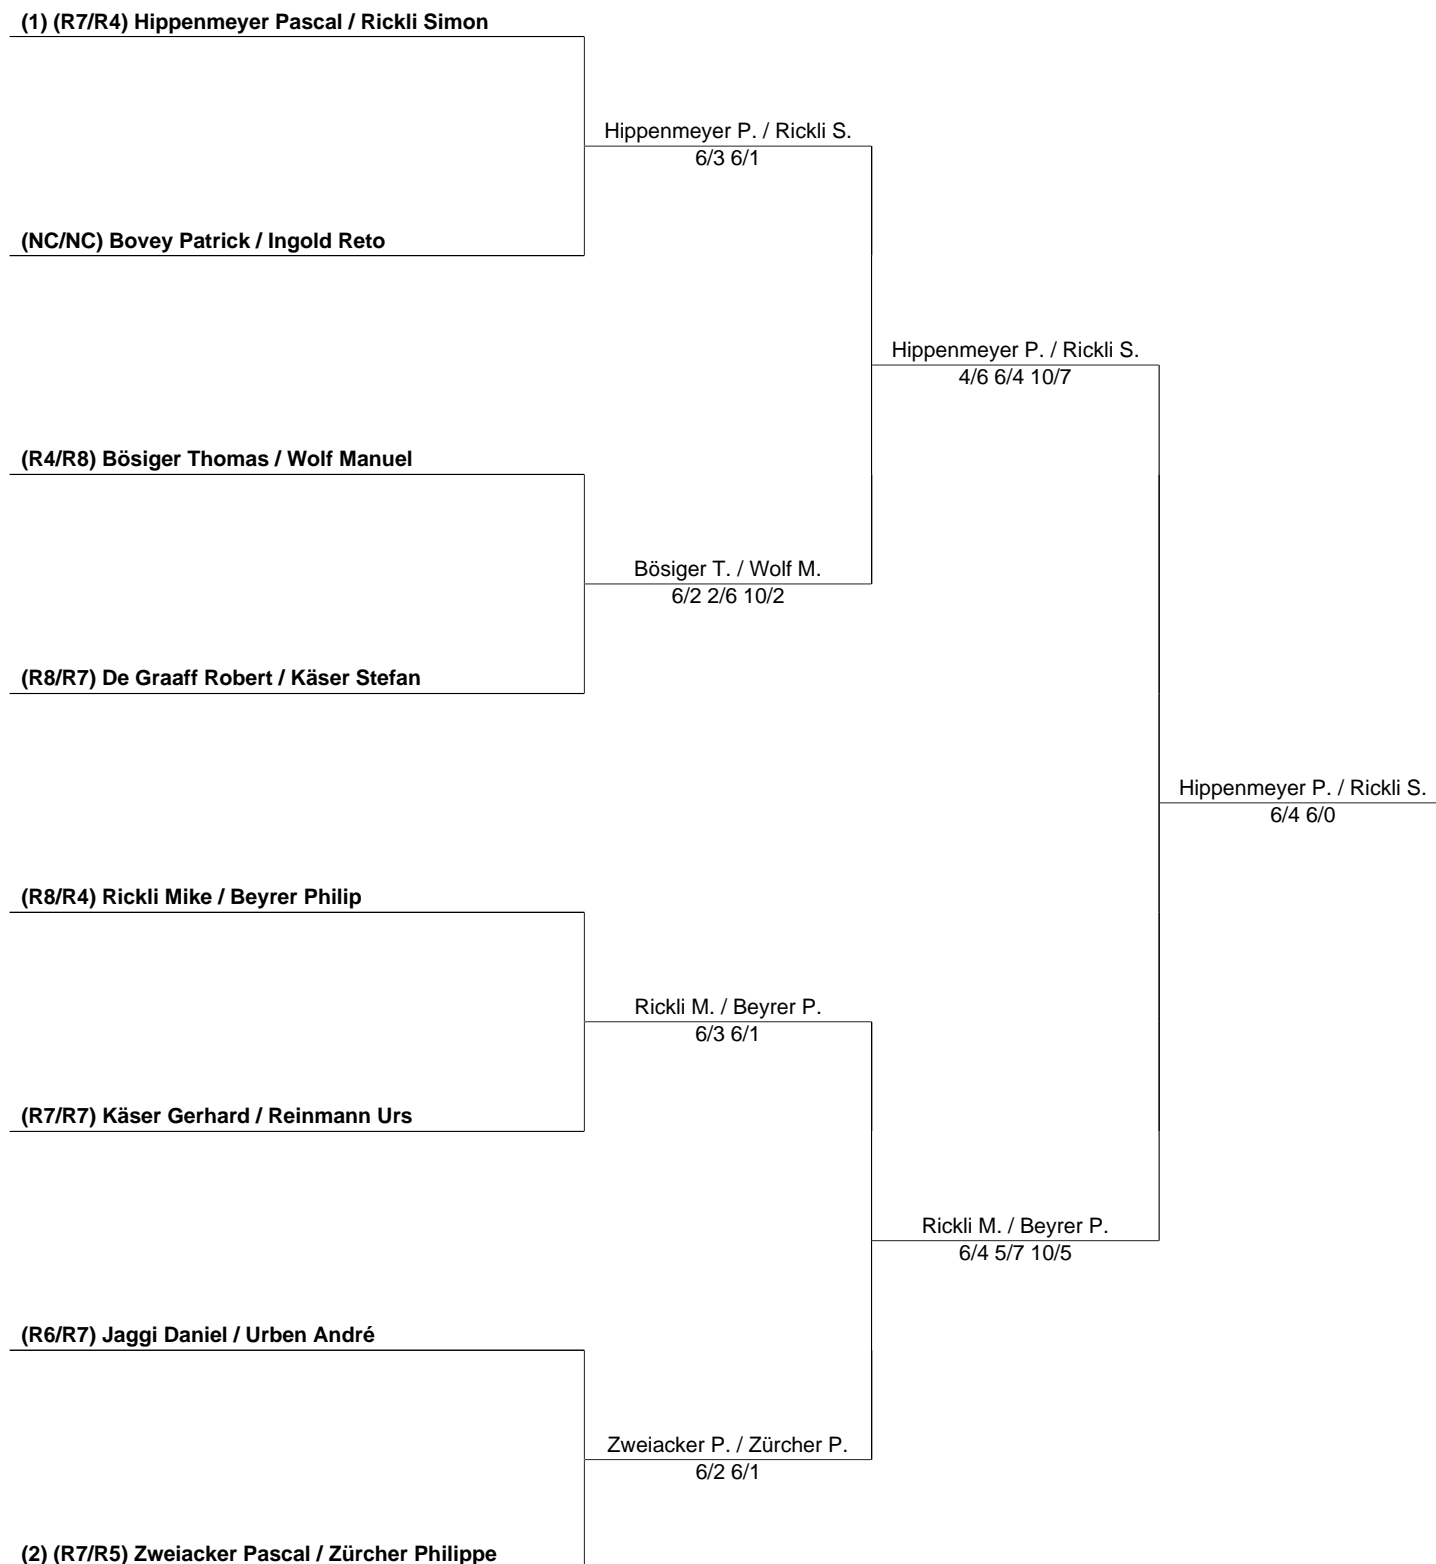 (1) (R7/R4) Hippenmeyer Pascal / Rickli Simon
Hippenmeyer P. / Rickli S.
6/3 6/1
(NC/NC) Bovey Patrick / Ingold Reto
Hippenmeyer P. / Rickli S.
4/6 6/4 10/7
(R4/R8) Bösiger Thomas / Wolf Manuel
Bösiger T. / Wolf M.
6/2 2/6 10/2
(R8/R7) De Graaff Robert / Käser Stefan
Hippenmeyer P. / Rickli S.
6/4 6/0
(R8/R4) Rickli Mike / Beyrer Philip
Rickli M. / Beyrer P.
6/3 6/1
(R7/R7) Käser Gerhard / Reinmann Urs
Rickli M. / Beyrer P.
6/4 5/7 10/5
(R6/R7) Jaggi Daniel / Urben André
Zweiacker P. / Zürcher P.
6/2 6/1
(2) (R7/R5) Zweiacker Pascal / Zürcher Philippe